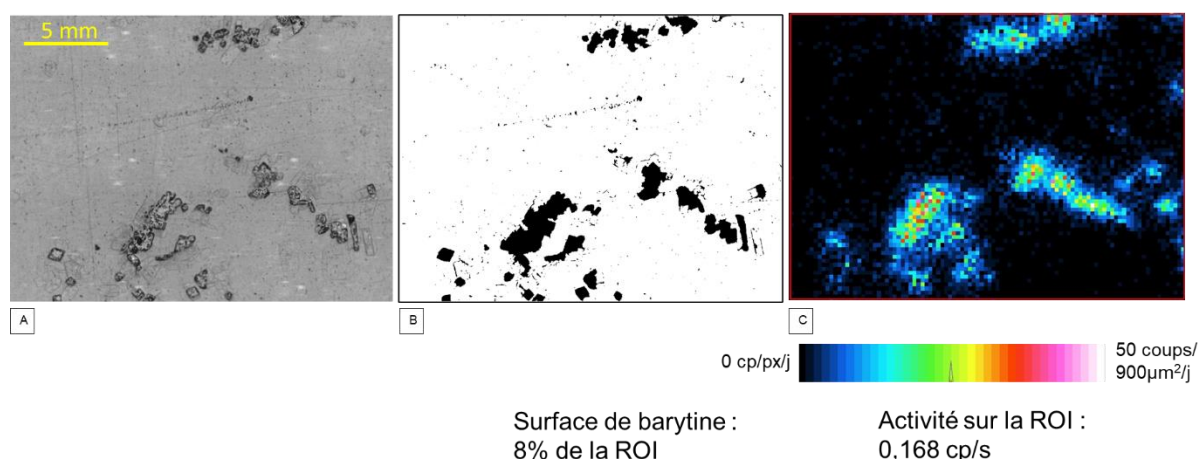 5 mm
A
B
C
0 cp/px/j
50 coups/
900µm²/j
Surface de barytine :
8% de la ROI
Activité sur la ROI :
0,168 cp/s